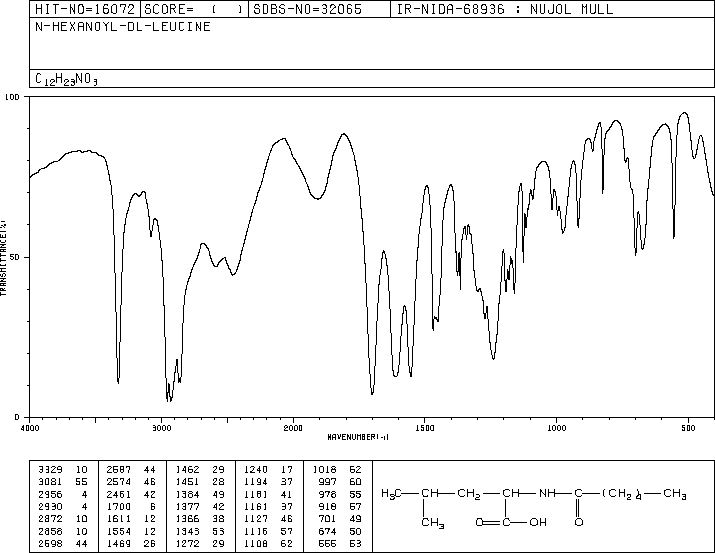 HIT-NO=16072 SCORE= ( ) SDBS-NO=32065 IR-NIDA-68936 : NUJOL MULL
N-HEXANOYL-DL-LEUCINE
C12H23NO3
100
TRANSMITTANCE(%)
50
0
4000 3000 2000 1500 1000 500
WAVENUMBER(-1)
3329 10 2587 44 1462 29 1240 17 1018 62
3081 55 2574 46 1451 28 1194 37 997 60
2956 4 2461 42 1384 49 1181 41 978 55
2930 4 1700 6 1377 42 1161 37 918 57
2872 10 1611 12 1366 38 1127 46 701 49
2858 10 1554 12 1343 53 1116 57 674 50
2598 44 1469 26 1272 29 1108 62 555 53
H3C CH CH2 CH NH C (CH2)4 CH3
CH3 O C OH O